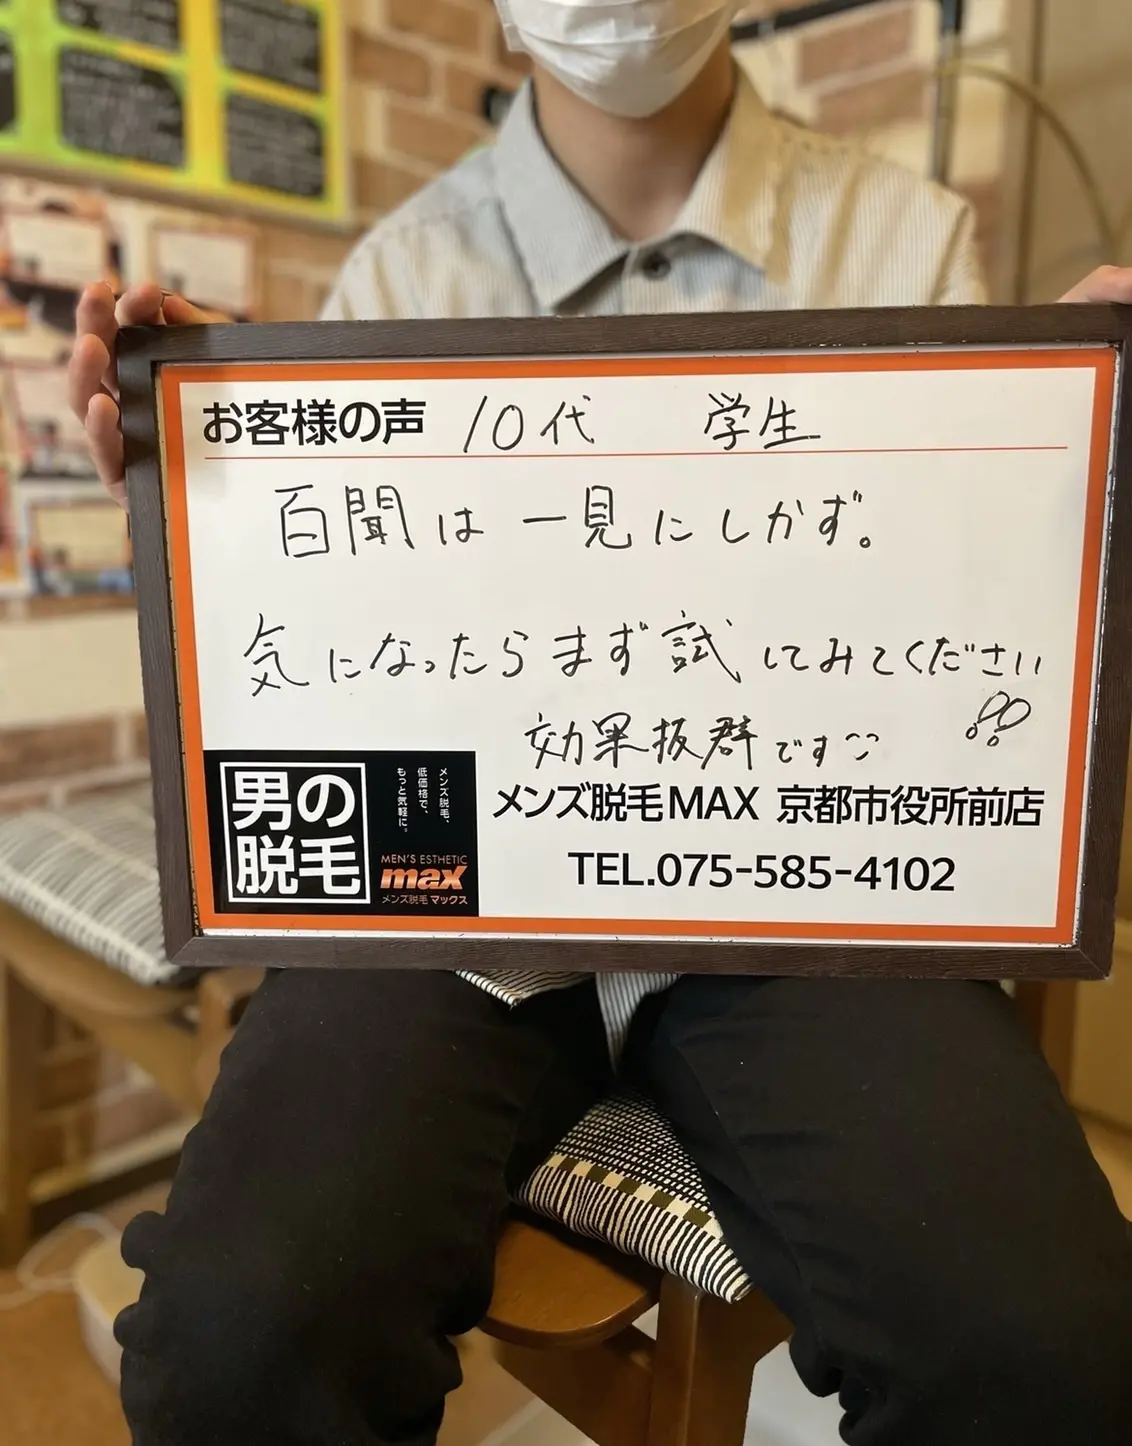 お客様の声 10代 学生
百聞は一見にしかず。
気になったらまず試してみてください!!
効果抜群です
メンズ脱毛MAX 京都市役所前店
TEL.075-585-4102
男の
脱毛
メンズ脱毛、
低価格で、
もっと気軽に。
MEN'S ESTHETIC
max
メンズ脱毛マックス